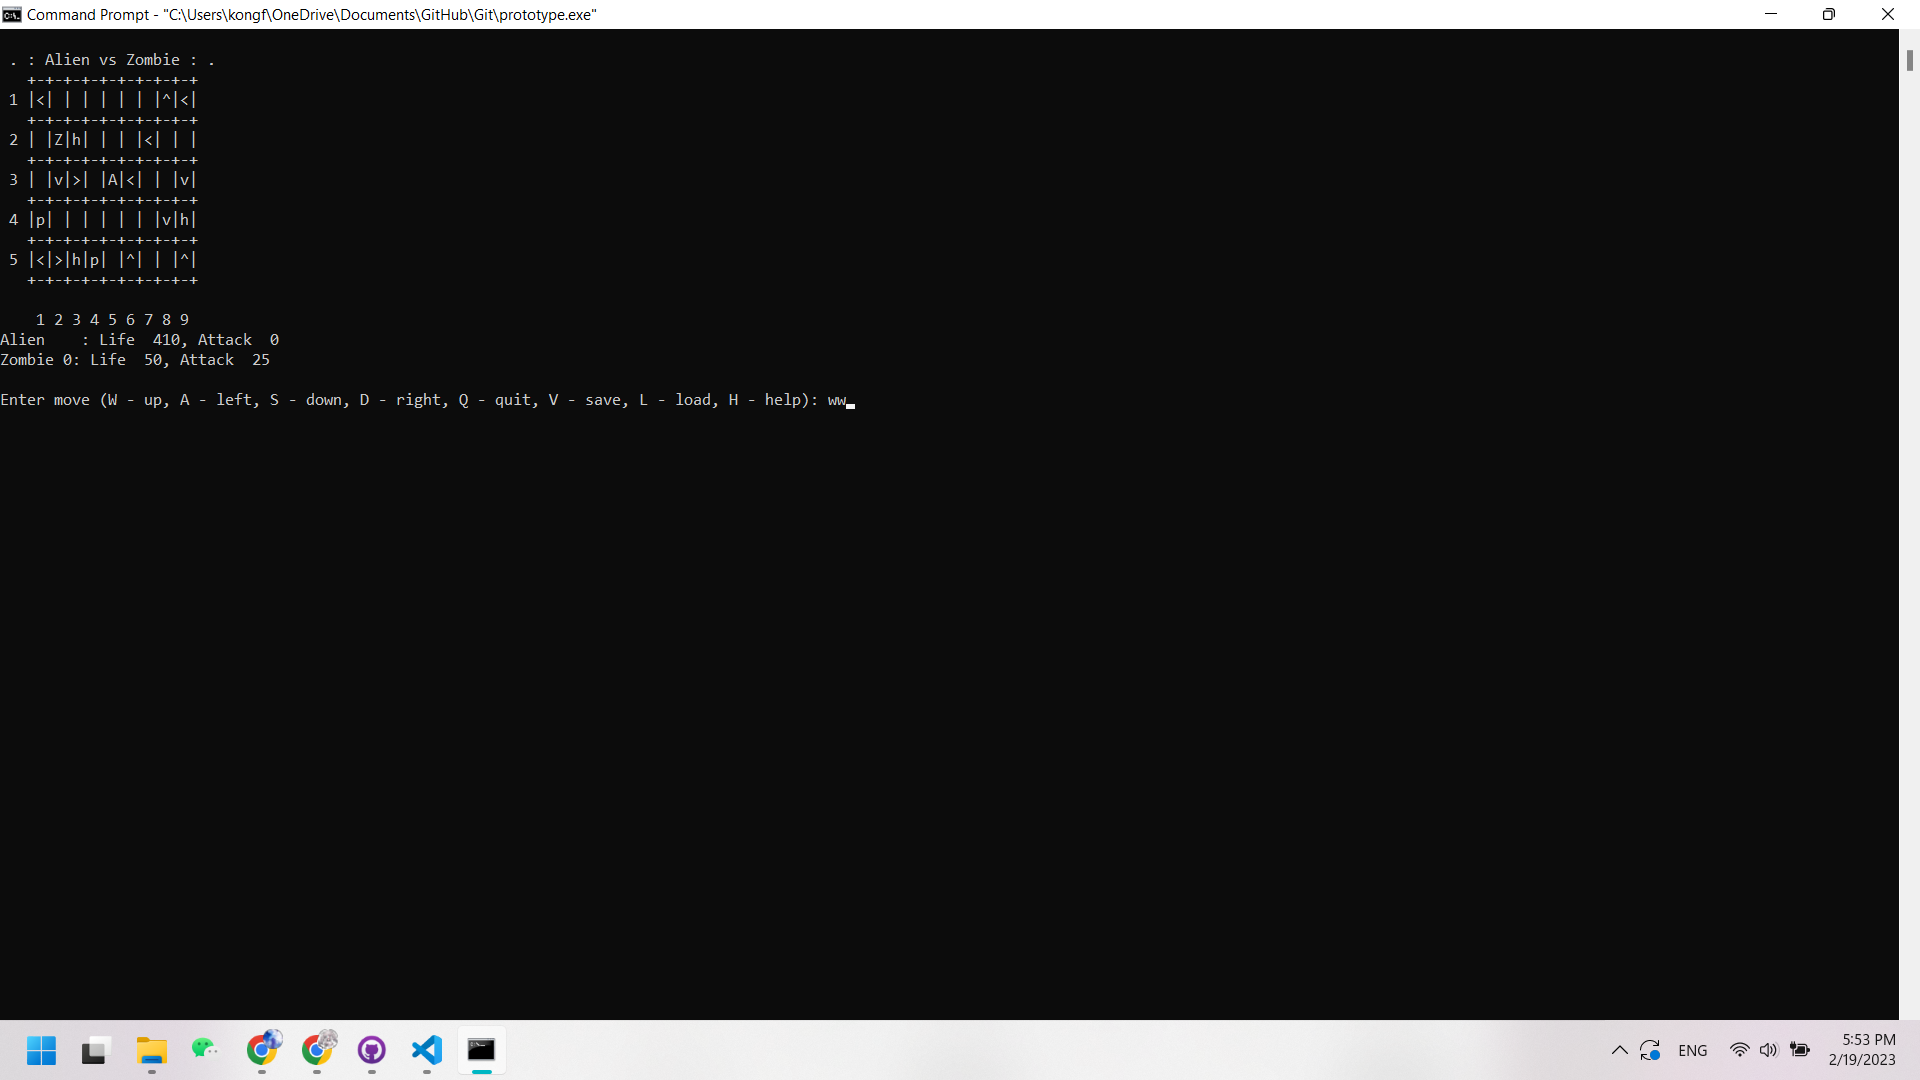 Command Prompt - "C:\Users\kongf\OneDrive\Documents\GitHub\Git\prototype.exe"
. : Alien vs Zombie : .
   +-+-+-+-+-+-+-+-+-+
 1 |<| | | | | | |^|<|
   +-+-+-+-+-+-+-+-+-+
 2 | |Z|h| | | |<| | |
   +-+-+-+-+-+-+-+-+-+
 3 | |v|>| |A|<| | |v|
   +-+-+-+-+-+-+-+-+-+
 4 |p| | | | | | |v|h|
   +-+-+-+-+-+-+-+-+-+
 5 |<|>|h|p| |^| | |^|
   +-+-+-+-+-+-+-+-+-+
    1 2 3 4 5 6 7 8 9
Alien    : Life  410, Attack  0
Zombie 0: Life  50, Attack  25
Enter move (W - up, A - left, S - down, D - right, Q - quit, V - save, L - load, H - help): ww
ENG
5:53 PM
2/19/2023